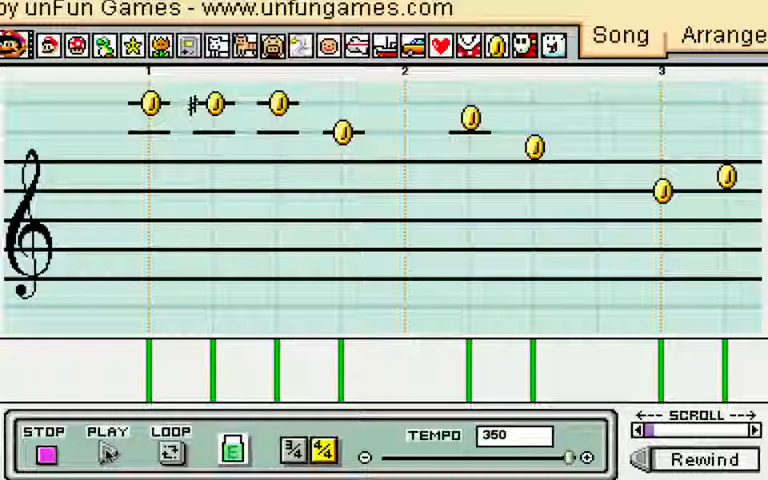 by unFun Games - www.unfungames.com
Song
Arrange
1 2 3
STOP PLAY LOOP
E
3/4 4/4
TEMPO 350
SCROLL
Rewind